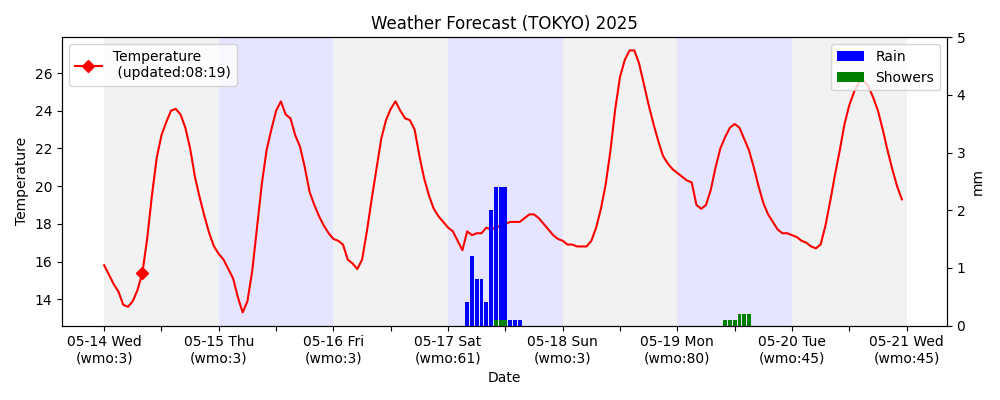 Weather Forecast (TOKYO) 2025
Temperature
(updated:08:19)
Rain
Showers
Temperature
26
24
22
20
18
16
14
5
4
3
2
1
0
mm
05-14 Wed
(wmo:3)
05-15 Thu
(wmo:3)
05-16 Fri
(wmo:3)
05-17 Sat
(wmo:61)
05-18 Sun
(wmo:3)
05-19 Mon
(wmo:80)
05-20 Tue
(wmo:45)
05-21 Wed
(wmo:45)
Date